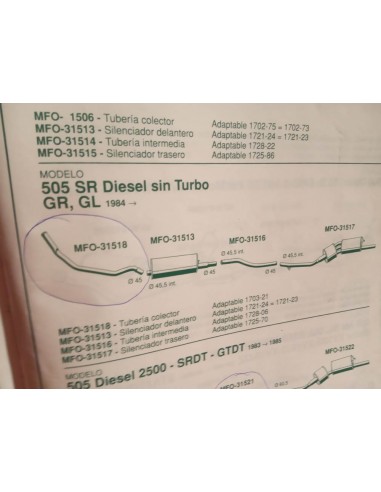 MFO- 1506 - Tubería colector Adaptable 1702-75 = 1702-73
MFO-31513 - Silenciador delantero Adaptable 1721-24 = 1721-23
MFO-31514 - Tubería intermedia Adaptable 1728-22
MFO-31515 - Silenciador trasero Adaptable 1725-86
MODELO
505 SR Diesel sin Turbo
GR, GL 1984 →
MFO-31518 MFO-31513 MFO-31516 MFO-31517
Ø 45,5 int. Ø 45
Ø 45 Ø 45,5 int. Ø 45 Ø 45,5 int.
MFO-31518 - Tubería colector Adaptable 1703-21
MFO-31513 - Silenciador delantero Adaptable 1721-24 = 1721-23
MFO-31516 - Tubería intermedia Adaptable 1728-06
MFO-31517 - Silenciador trasero Adaptable 1725-70
MODELO
505 Diesel 2500 - SRDT - GTDT 1983 → 1985
MFO-31522
MFO-31521